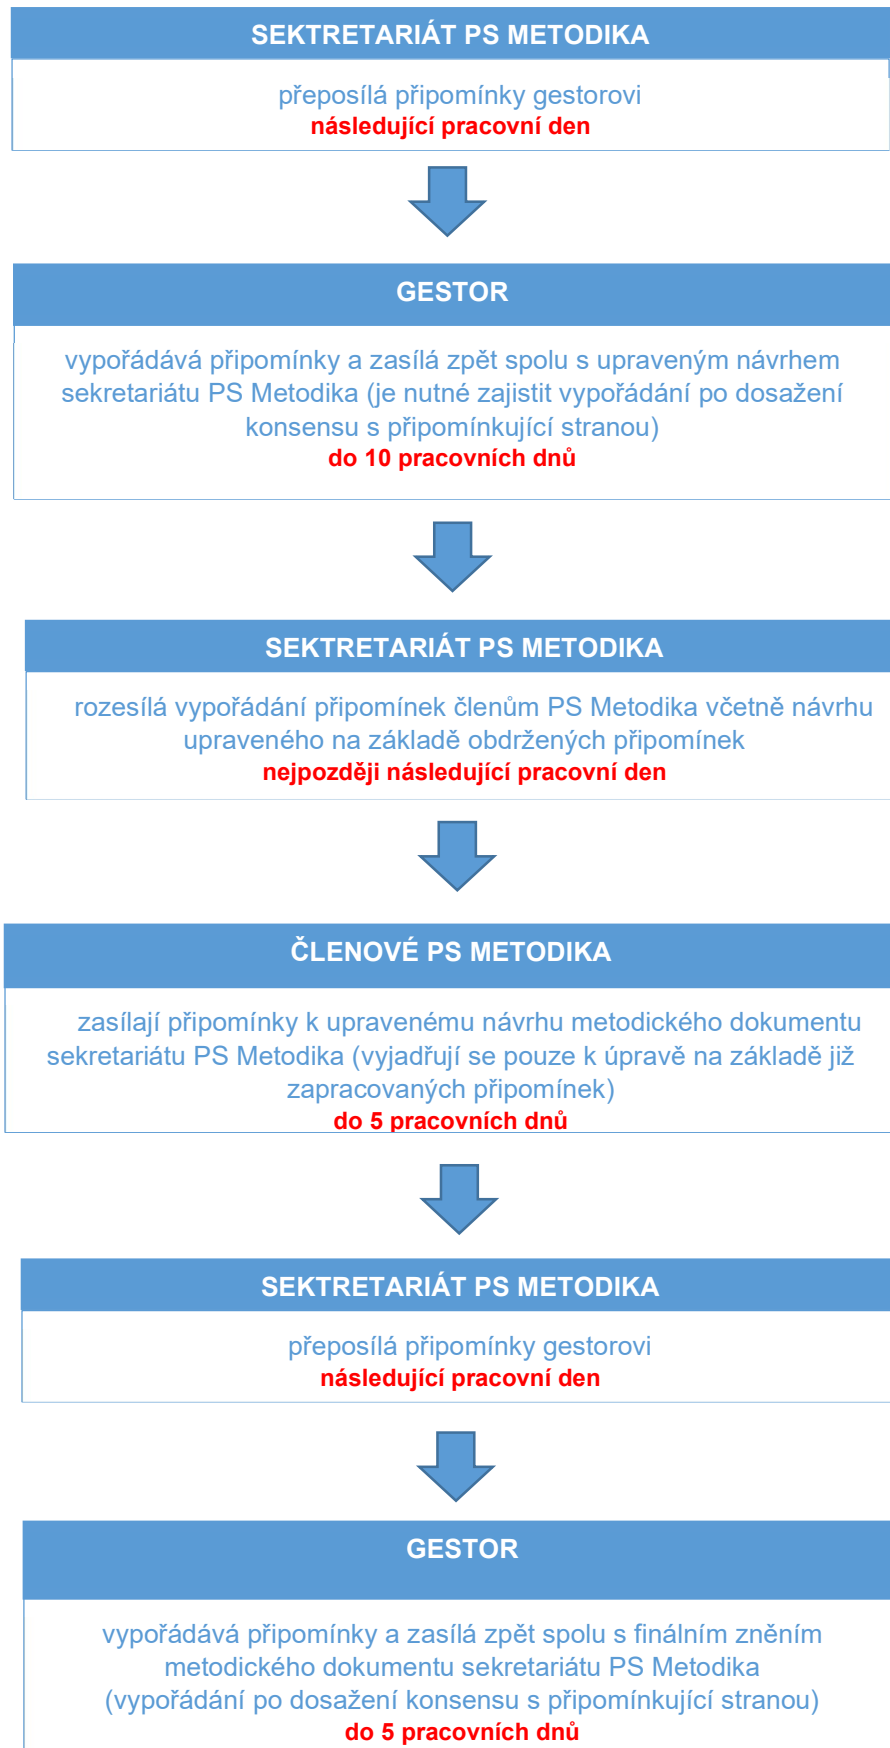 SEKTRETARIÁT PS METODIKA
přeposílá připomínky gestorovi
následující pracovní den
GESTOR
vypořádává připomínky a zasílá zpět spolu s upraveným návrhem
sekretariátu PS Metodika (je nutné zajistit vypořádání po dosažení
konsensu s připomínkující stranou)
do 10 pracovních dnů
SEKTRETARIÁT PS METODIKA
rozesílá vypořádání připomínek členům PS Metodika včetně návrhu
upraveného na základě obdržených připomínek
nejpozději následující pracovní den
ČLENOVÉ PS METODIKA
zasílají připomínky k upravenému návrhu metodického dokumentu
sekretariátu PS Metodika (vyjadřují se pouze k úpravě na základě již
zapracovaných připomínek)
do 5 pracovních dnů
SEKTRETARIÁT PS METODIKA
přeposílá připomínky gestorovi
následující pracovní den
GESTOR
vypořádává připomínky a zasílá zpět spolu s finálním zněním
metodického dokumentu sekretariátu PS Metodika
(vypořádání po dosažení konsensu s připomínkující stranou)
do 5 pracovních dnů